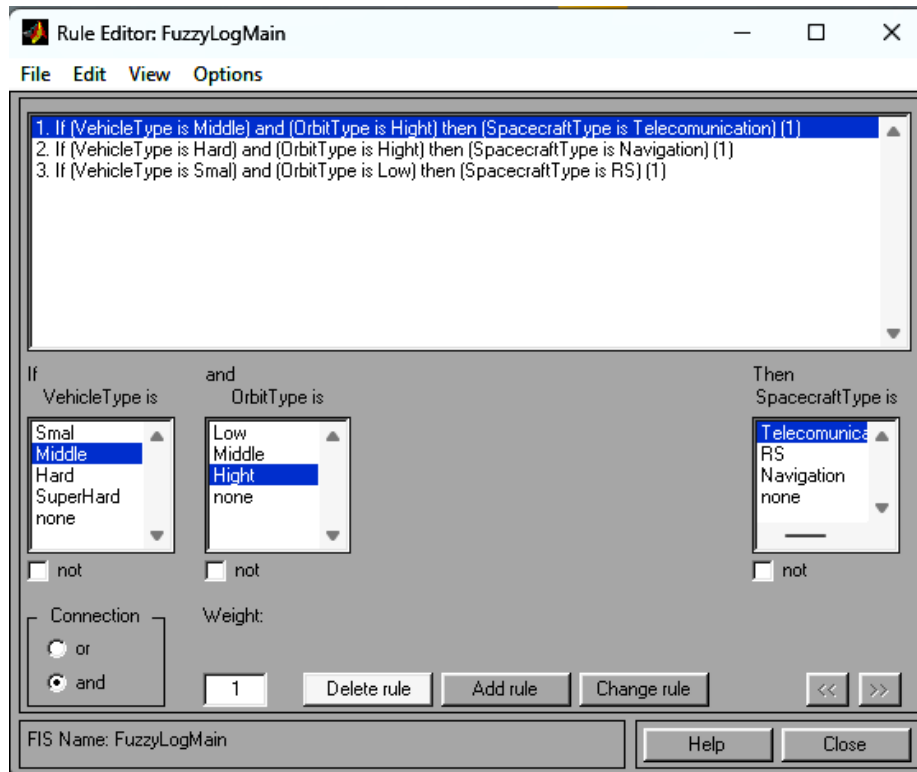 Rule Editor: FuzzyLogMain
File Edit View Options
1. If (VehicleType is Middle) and (OrbitType is Hight) then (SpacecraftType is Telecomunication) (1)
2. If (VehicleType is Hard) and (OrbitType is Hight) then (SpacecraftType is Navigation) (1)
3. If (VehicleType is Smal) and (OrbitType is Low) then (SpacecraftType is RS) (1)
If and Then
VehicleType is OrbitType is SpacecraftType is
Smal Low Telecomunica
Middle Middle RS
Hard Hight Navigation
SuperHard none none
none
not not not
Connection Weight:
or
and 1 Delete rule Add rule Change rule << >>
FIS Name: FuzzyLogMain Help Close